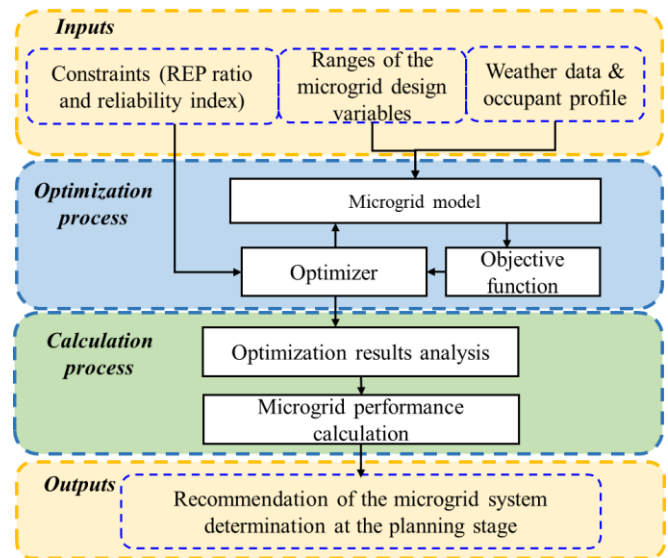 Inputs
Constraints (REP ratio
and reliability index)
Ranges of the
microgrid design
variables
Weather data &
occupant profile
Optimization
process
Microgrid model
Optimizer
Objective
function
Calculation
process
Optimization results analysis
Microgrid performance
calculation
Outputs
Recommendation of the microgrid system
determination at the planning stage